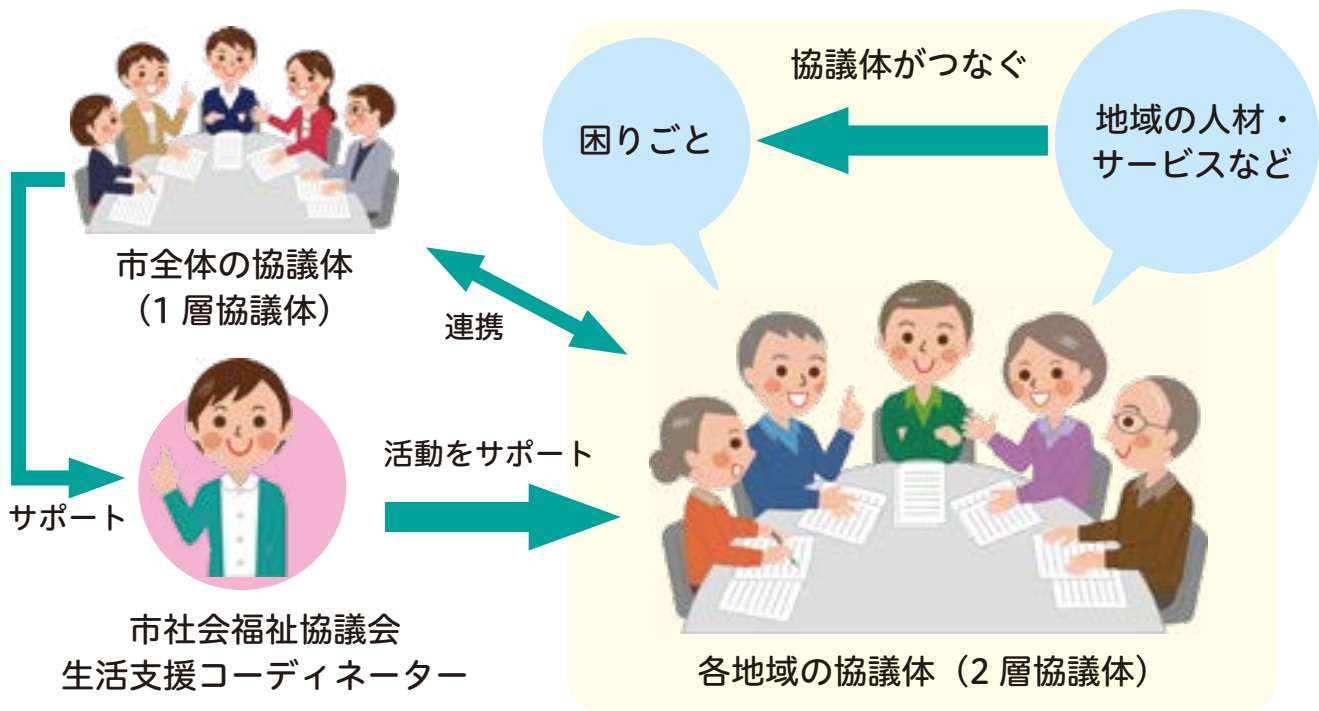 協議体がつなぐ
困りごと
地域の人材・
サービスなど
市全体の協議体
（1 層協議体）
連携
サポート
活動をサポート
市社会福祉協議会
生活支援コーディネーター
各地域の協議体（2 層協議体）